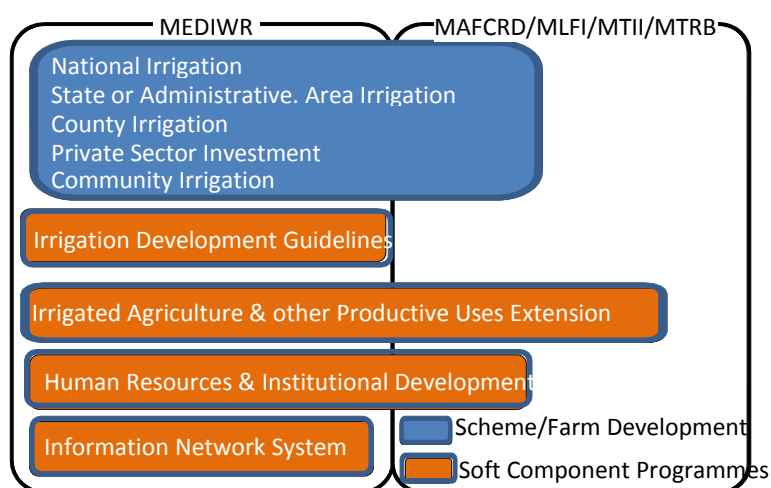 MEDIWR
MAFCRD/MLFI/MTII/MTRB
National Irrigation
State or Administrative. Area Irrigation
County Irrigation
Private Sector Investment
Community Irrigation
Irrigation Development Guidelines
Irrigated Agriculture & other Productive Uses Extension
Human Resources & Institutional Development
Information Network System
Scheme/Farm Development
Soft Component Programmes